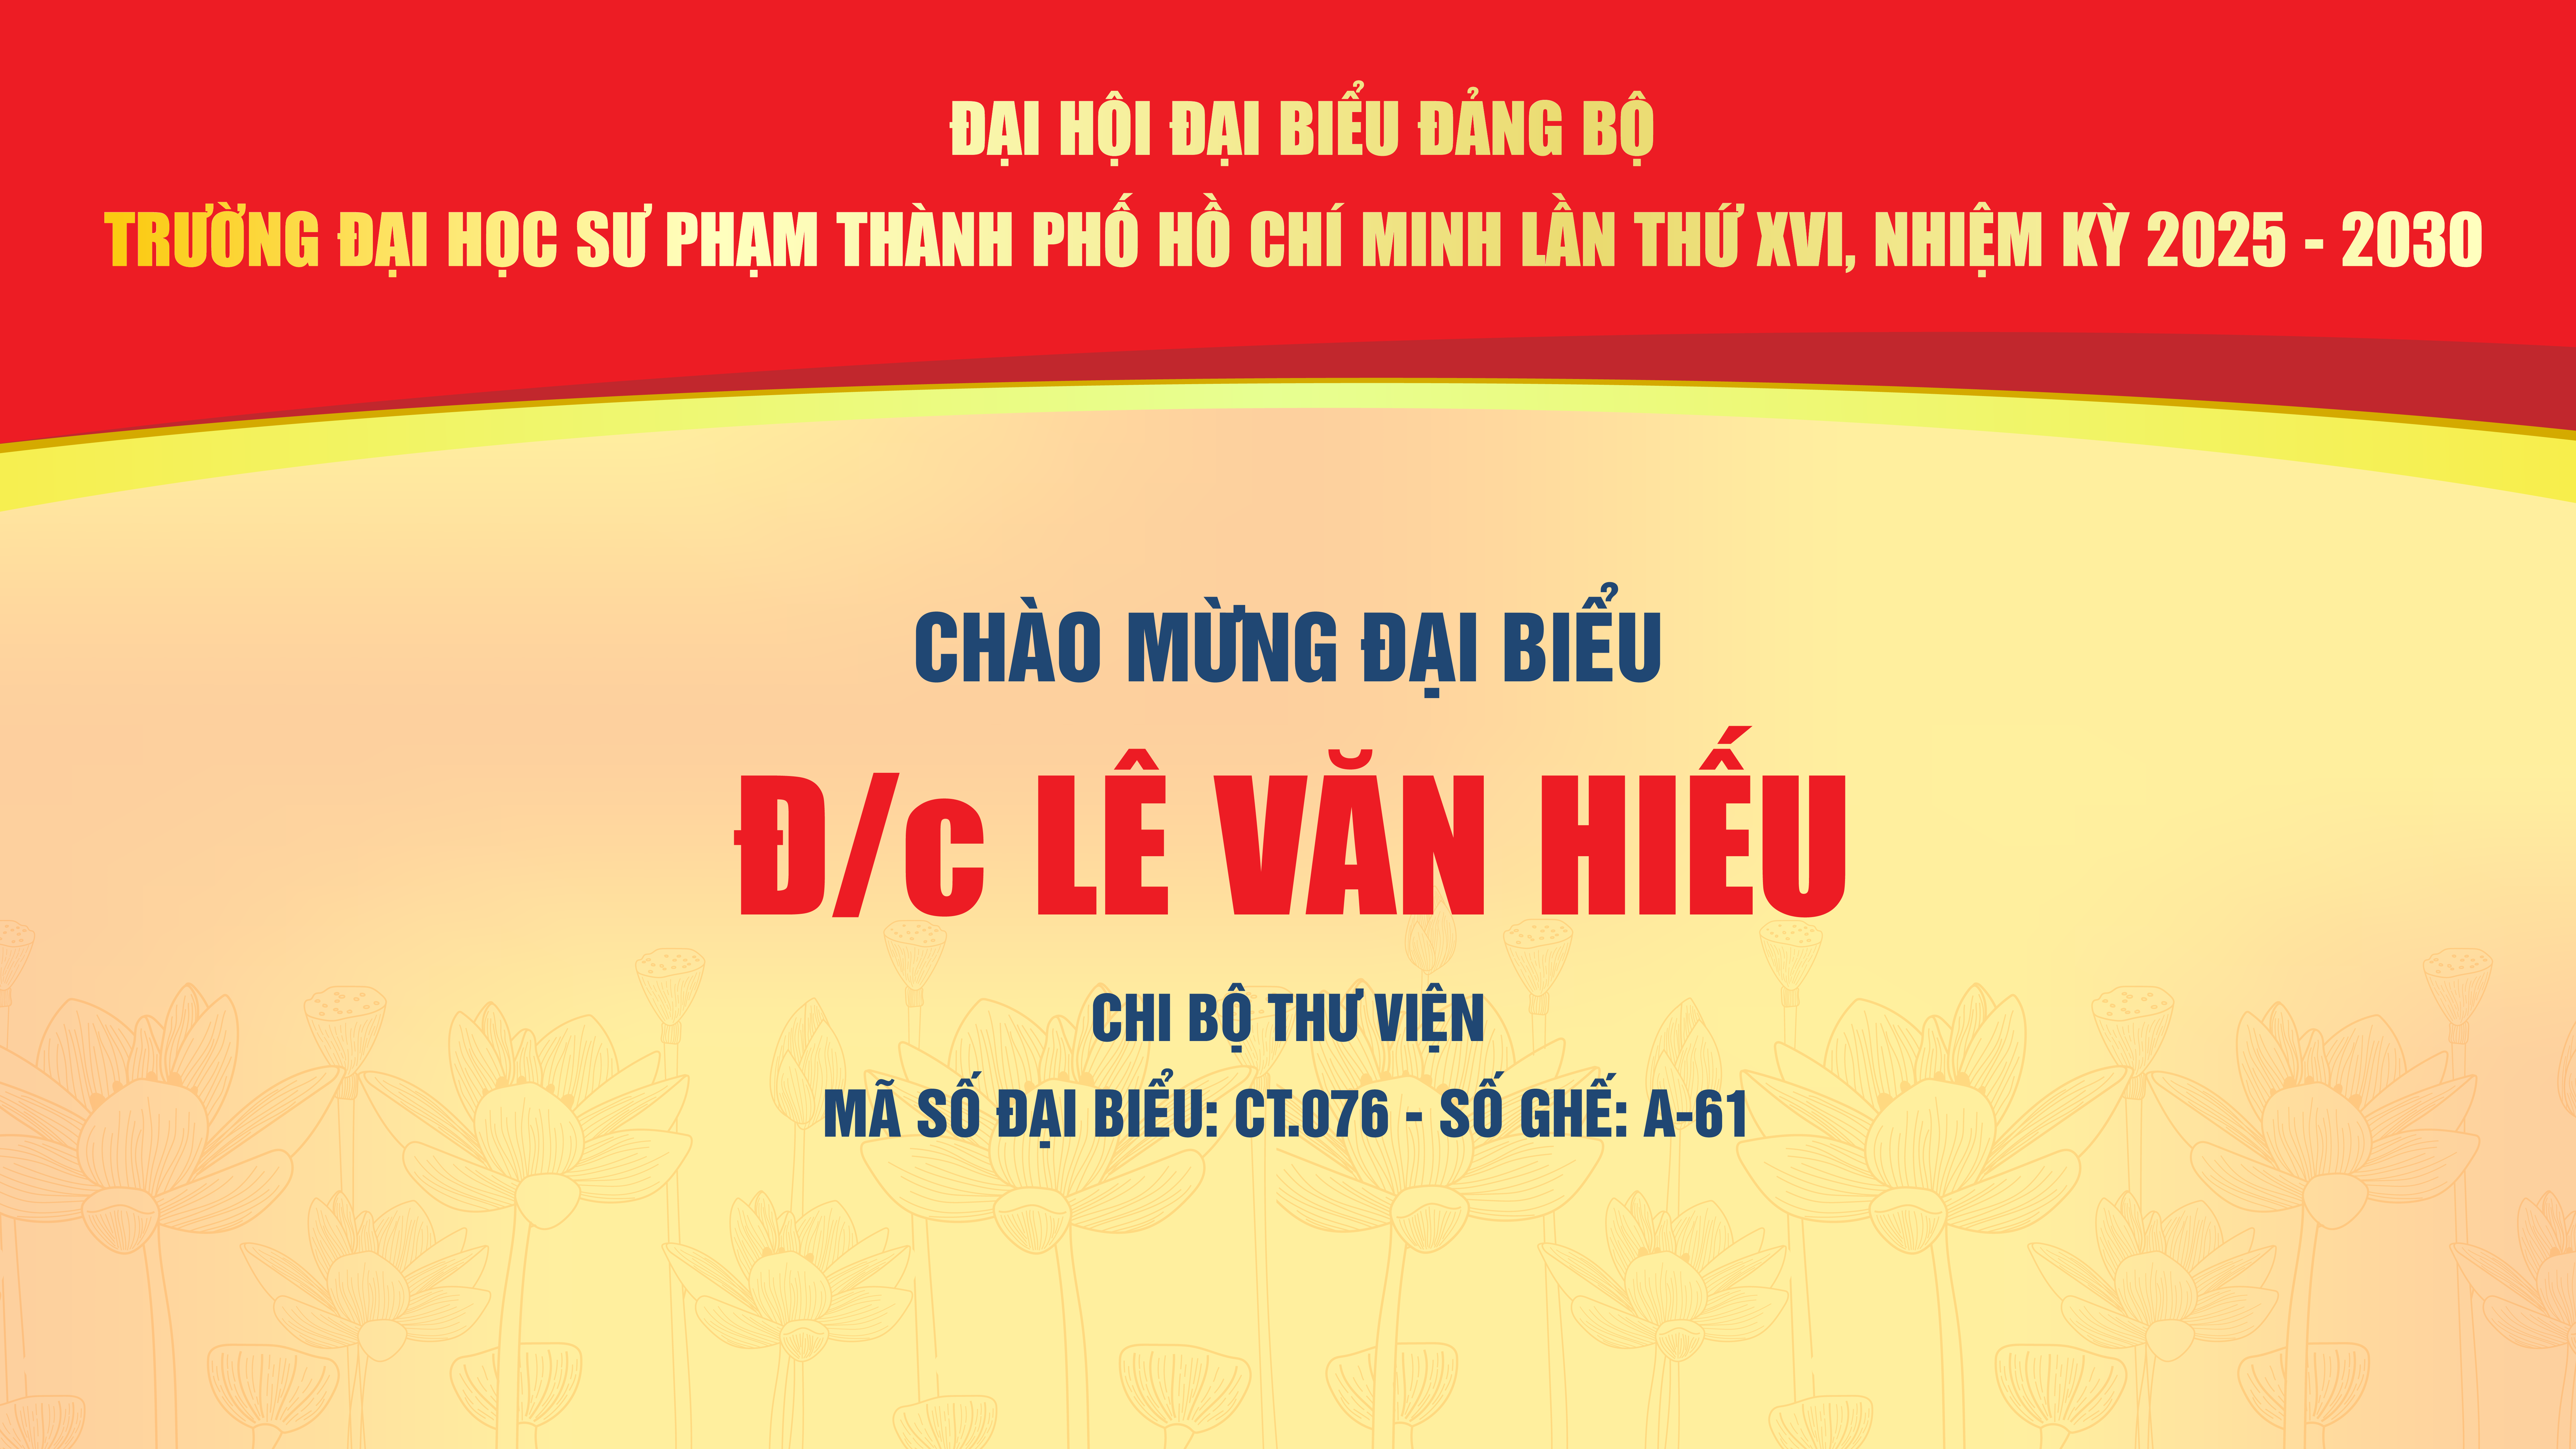 ĐẠI HỘI ĐẠI BIỂU ĐẢNG BỘ
TRƯỜNG ĐẠI HỌC SƯ PHẠM THÀNH PHỐ HỒ CHÍ MINH LẦN THỨ XVI, NHIỆM KỲ 2025 - 2030
CHÀO MỪNG ĐẠI BIỂU
Đ/c LÊ VĂN HIẾU
CHI BỘ THƯ VIỆN
MÃ SỐ ĐẠI BIỂU: CT.076 - SỐ GHẾ: A-61